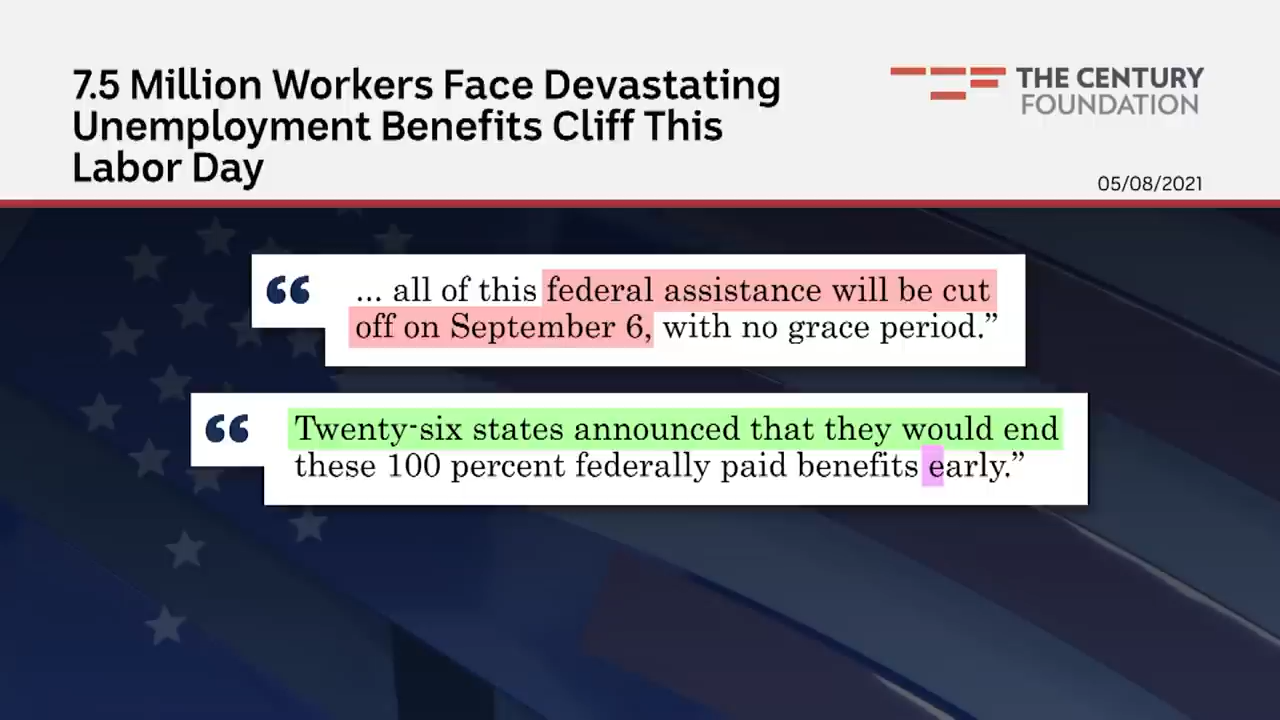 7.5 Million Workers Face Devastating
Unemployment Benefits Cliff This
Labor Day
THE CENTURY
FOUNDATION
05/08/2021
“ ... all of this federal assistance will be cut
off on September 6, with no grace period.”
“ Twenty-six states announced that they would end
these 100 percent federally paid benefits early.”